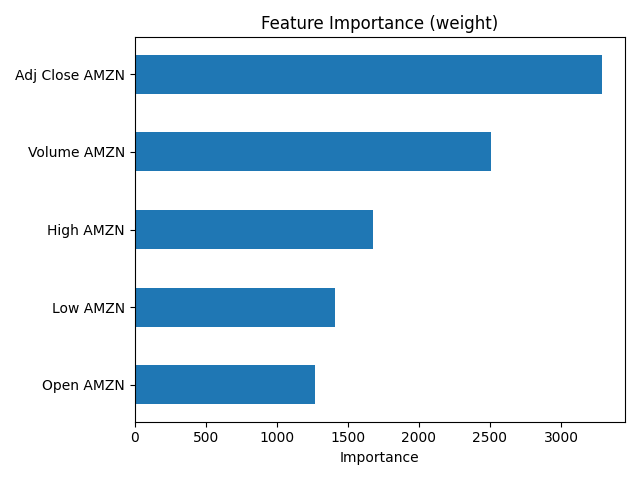 Feature Importance (weight)
Adj Close AMZN
Volume AMZN
High AMZN
Low AMZN
Open AMZN
0 500 1000 1500 2000 2500 3000
Importance